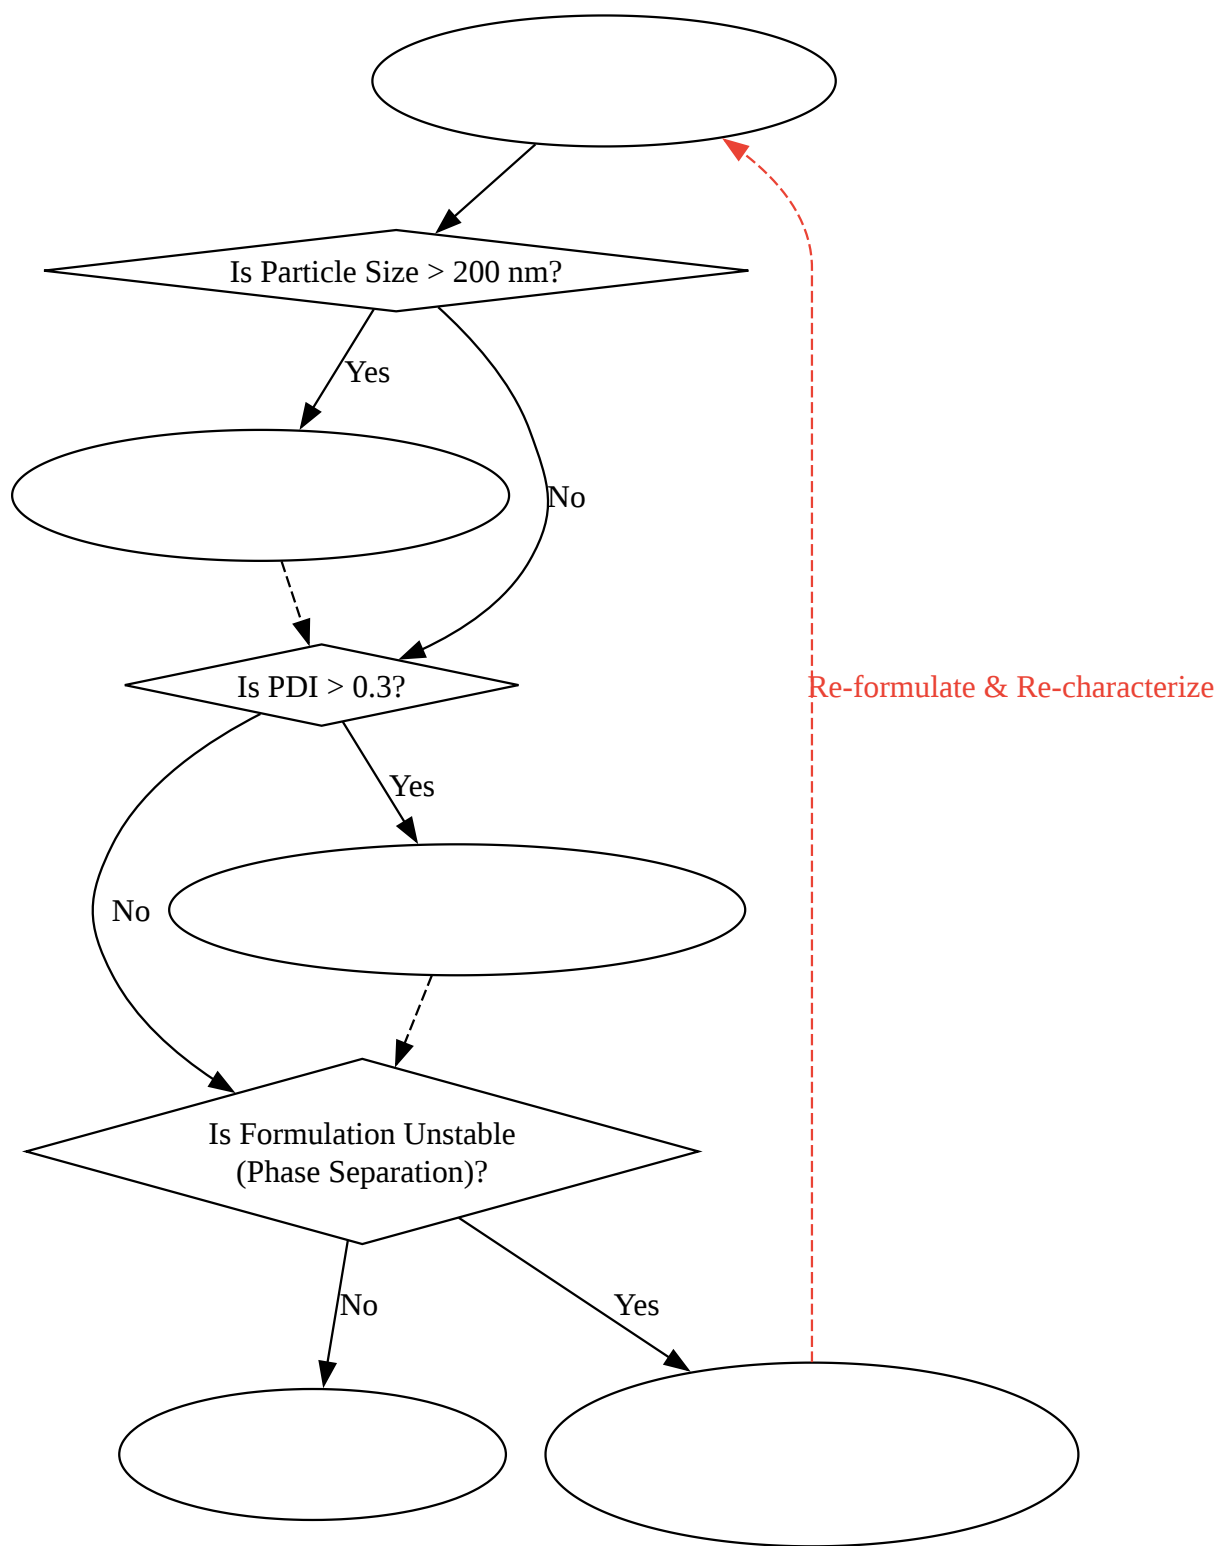 Is Particle Size > 200 nm?
Yes
No
Is PDI > 0.3?
Re-formulate & Re-characterize
Yes
No
Is Formulation Unstable
(Phase Separation)?
No
Yes